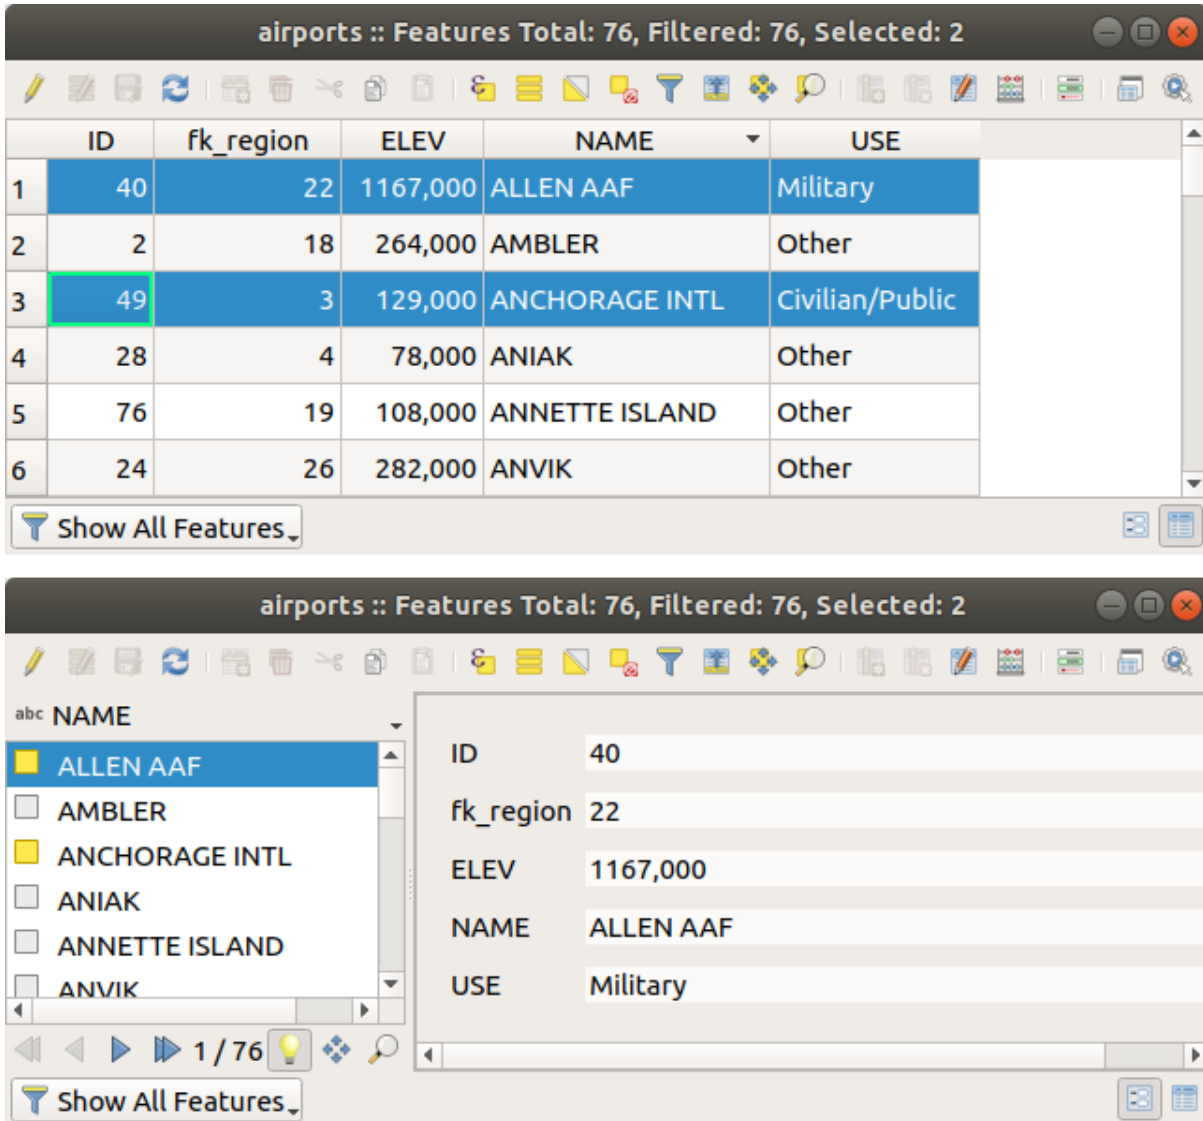 airports :: Features Total: 76, Filtered: 76, Selected: 2
ID fk_region ELEV NAME USE
1 40 22 1167,000 ALLEN AAF Military
2 2 18 264,000 AMBLER Other
3 49 3 129,000 ANCHORAGE INTL Civilian/Public
4 28 4 78,000 ANIAK Other
5 76 19 108,000 ANNETTE ISLAND Other
6 24 26 282,000 ANVIK Other
Show All Features
airports :: Features Total: 76, Filtered: 76, Selected: 2
abc NAME
ALLEN AAF
AMBLER
ANCHORAGE INTL
ANIAK
ANNETTE ISLAND
ANVIK
1 / 76
ID 40
fk_region 22
ELEV 1167,000
NAME ALLEN AAF
USE Military
Show All Features